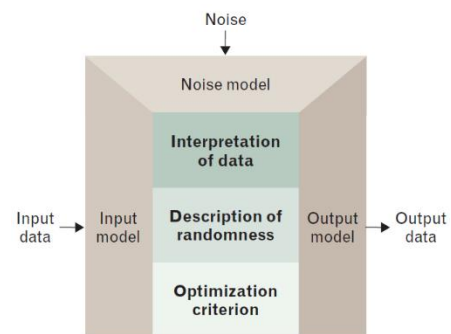 Noise
Noise model
Interpretation
of data
Input
data
Input
model
Description of
randomness
Output
model
Output
data
Optimization
criterion